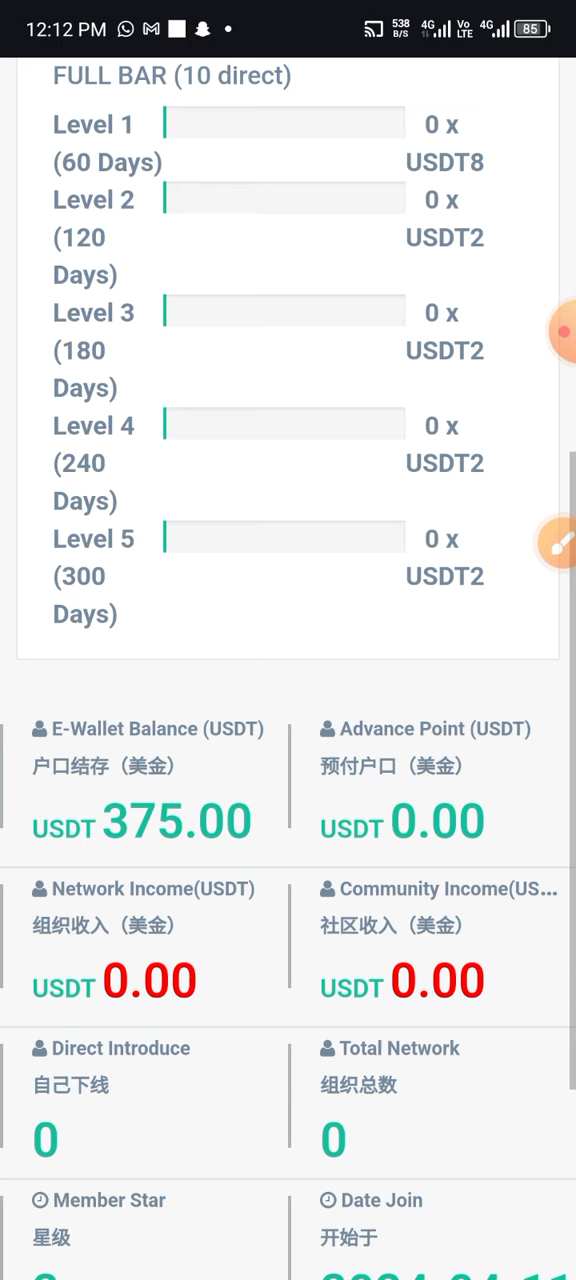 12:12 PM
538 B/S
4G
Vo LTE
4G
85
FULL BAR (10 direct)
Level 1
0 x
(60 Days)
USDT8
Level 2
0 x
(120
USDT2
Days)
Level 3
0 x
(180
USDT2
Days)
Level 4
0 x
(240
USDT2
Days)
Level 5
0 x
(300
USDT2
Days)
E-Wallet Balance (USDT)
户口结存（美金）
USDT 375.00
Advance Point (USDT)
预付户口（美金）
USDT 0.00
Network Income(USDT)
组织收入（美金）
USDT 0.00
Community Income(US...
社区收入（美金）
USDT 0.00
Direct Introduce
自己下线
0
Total Network
组织总数
0
Member Star
星级
Date Join
开始于